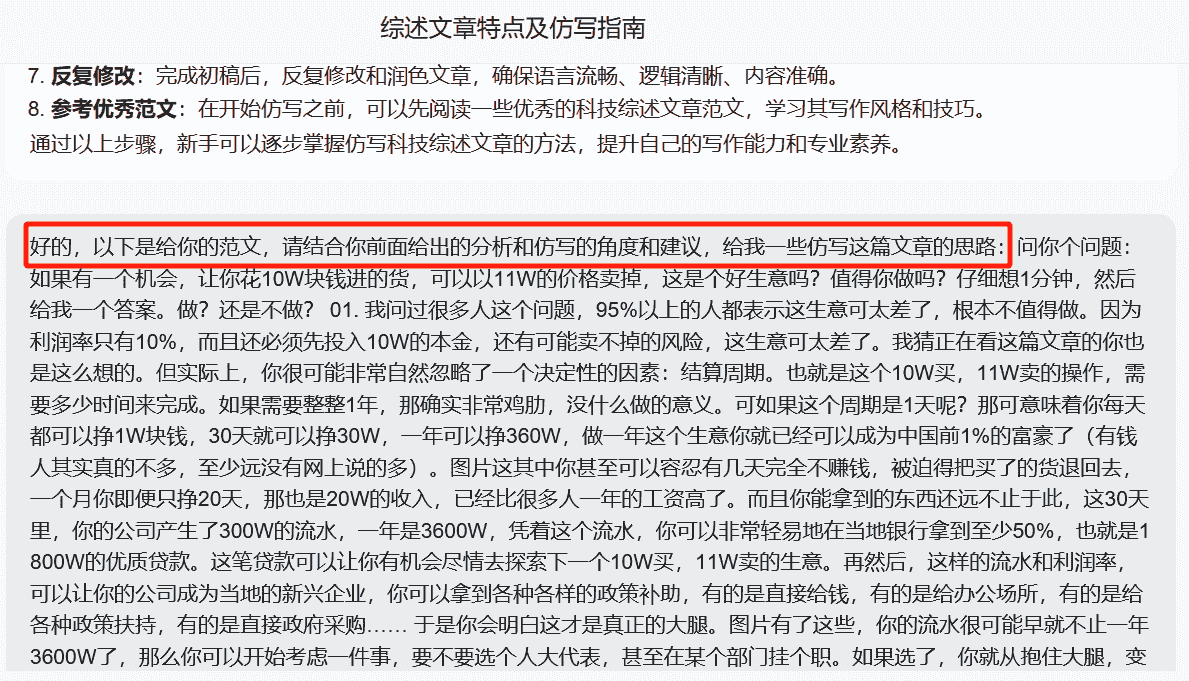 综述文章特点及仿写指南
7. 反复修改：完成初稿后，反复修改和润色文章，确保语言流畅、逻辑清晰、内容准确。
8. 参考优秀范文：在开始仿写之前，可以先阅读一些优秀的科技综述文章范文，学习其写作风格和技巧。
通过以上步骤，新手可以逐步掌握仿写科技综述文章的方法，提升自己的写作能力和专业素养。
好的，以下是给你的范文，请结合你前面给出的分析和仿写的角度和建议，给我一些仿写这篇文章的思路：问你个问题：
如果有一个机会，让你花10W块钱进的货，可以以11W的价格卖掉，这是个好生意吗？值得你做吗？仔细想1分钟，然后
给我一个答案。做？还是不做？ 01. 我问过很多人这个问题，95%以上的人都表示这生意可太差了，根本不值得做。因为
利润率只有10%，而且还必须先投入10W的本金，还有可能卖不掉的风险，这生意可太差了。我猜正在看这篇文章的你也
是这么想的。但实际上，你很可能非常自然忽略了一个决定性的因素：结算周期。也就是这个10W买，11W卖的操作，需
要多少时间来完成。如果需要整整1年，那确实非常鸡肋，没什么做的意义。可如果这个周期是1天呢？那可意味着你每天
都可以挣1W块钱，30天就可以挣30W，一年可以挣360W，做一年这个生意你就已经可以成为中国前1%的富豪了（有钱
人其实真的不多，至少远没有网上说的多）。图片这其中你甚至可以容忍有几天完全不赚钱，被迫得把买了的货退回去，
一个月你即便只挣20天，那也是20W的收入，已经比很多人一年的工资高了。而且你能拿到的东西还远不止于此，这30天
里，你的公司产生了300W的流水，一年是3600W，凭着这个流水，你可以非常轻易地在当地银行拿到至少50%，也就是1
800W的优质贷款。这笔贷款可以让你有机会尽情去探索下一个10W买，11W卖的生意。再然后，这样的流水和利润率，
可以让你的公司成为当地的新兴企业，你可以拿到各种各样的政策补助，有的是直接给钱，有的是给办公场所，有的是给
各种政策扶持，有的是直接政府采购…… 于是你会明白这才是真正的大腿。图片有了这些，你的流水很可能早就不止一年
3600W了，那么你可以开始考虑一件事，要不要选个人大代表，甚至在某个部门挂个职。如果选了，你就从抱住大腿，变